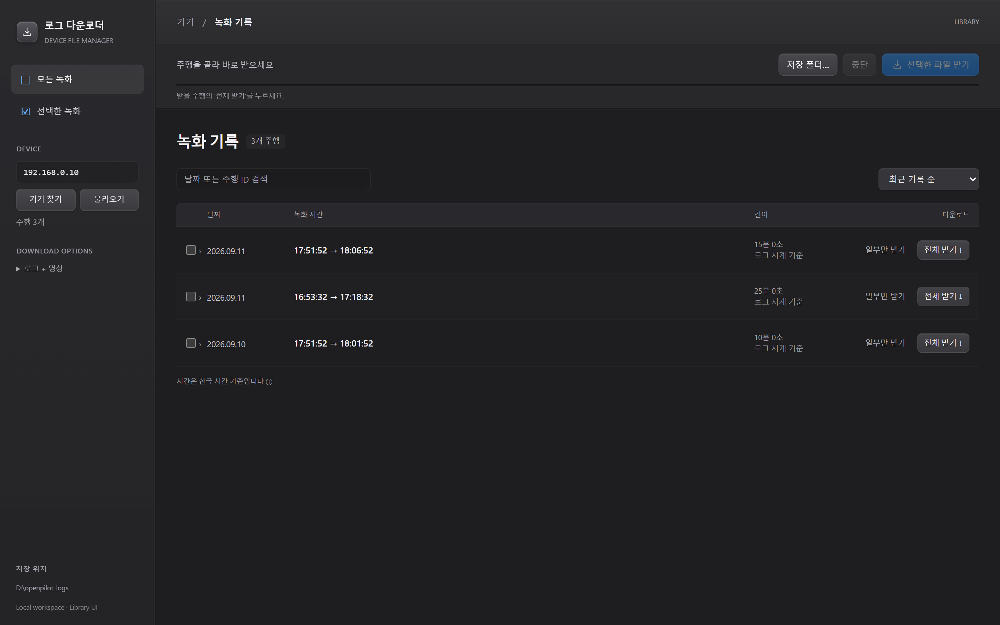 로그 다운로더
DEVICE FILE MANAGER
모든 녹화
선택한 녹화
DEVICE
192.168.0.10
기기 찾기 불러오기
주행 3개
DOWNLOAD OPTIONS
▶ 로그 + 영상
저장 위치
D:\openpilot_logs
Local workspace · Library UI
기기 / 녹화 기록
LIBRARY
주행을 골라 바로 받으세요
저장 폴더... 중단 선택한 파일 받기
받을 주행의 '전체 받기'를 누르세요.
녹화 기록 3개 주행
날짜 또는 주행 ID 검색
최근 기록 순
날짜 녹화 시간 길이 다운로드
› 2026.09.11 17:51:52 → 18:06:52 15분 0초
로그 시계 기준
일부만 받기 전체 받기 ↓
› 2026.09.11 16:53:32 → 17:18:32 25분 0초
로그 시계 기준
일부만 받기 전체 받기 ↓
› 2026.09.10 17:51:52 → 18:01:52 10분 0초
로그 시계 기준
일부만 받기 전체 받기 ↓
시간은 한국 시간 기준입니다 ⓘ